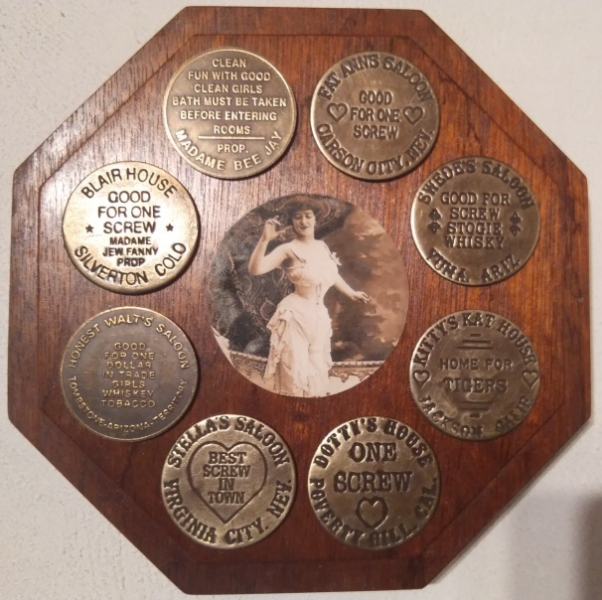 CLEAN
FUN WITH GOOD
CLEAN GIRLS
BATH MUST BE TAKEN
BEFORE ENTERING
ROOMS
PROP.
MADAME BEE JAY
FAT ANN'S SALOON
GOOD
FOR ONE
SCREW
CARSON CITY, NEV.
BLAIR HOUSE
GOOD
FOR ONE
SCREW
MADAME
JEW FANNY
PROP
SILVERTON COLO
SWEDE'S SALOON
GOOD FOR
SCREW
STOGIE
WHISKY
YUMA, ARIZ.
HONEST WALT'S SALOON
GOOD
FOR ONE
DOLLAR
IN TRADE
GIRLS
WHISKEY
TOBACCO
TOMBSTONE-ARIZONA-TERRITORY
KITTY'S KAT HOUSE
HOME FOR
TIGERS
JACKSON CALIF
STELLA'S SALOON
BEST
SCREW
IN
TOWN
VIRGINIA CITY, NEV.
DOTTY'S HOUSE
ONE
SCREW
POVERTY HILL, CAL.